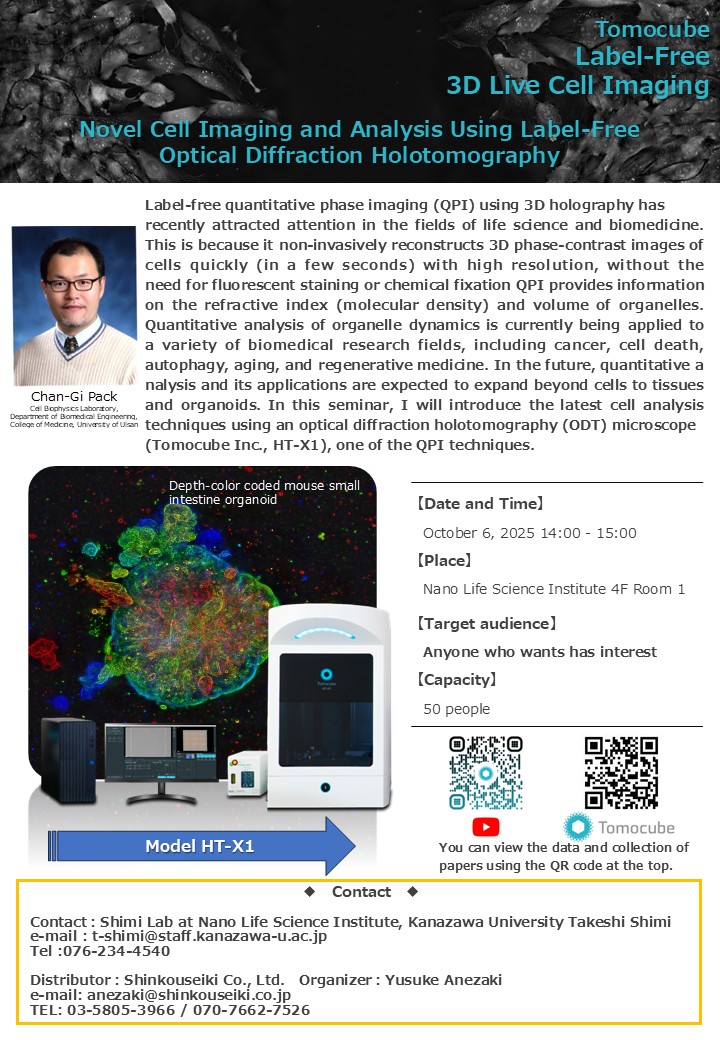 Tomocube
Label-Free
3D Live Cell Imaging
Novel Cell Imaging and Analysis Using Label-Free
Optical Diffraction Holotomography
Label-free quantitative phase imaging (QPI) using 3D holography has
recently attracted attention in the fields of life science and biomedicine.
This is because it non-invasively reconstructs 3D phase-contrast images of
cells quickly (in a few seconds) with high resolution, without the
need for fluorescent staining or chemical fixation QPI provides information
on the refractive index (molecular density) and volume of organelles.
Quantitative analysis of organelle dynamics is currently being applied to
a variety of biomedical research fields, including cancer, cell death,
autophagy, aging, and regenerative medicine. In the future, quantitative a
nalysis and its applications are expected to expand beyond cells to tissues
and organoids. In this seminar, I will introduce the latest cell analysis
techniques using an optical diffraction holotomography (ODT) microscope
(Tomocube Inc., HT-X1), one of the QPI techniques.
Chan-Gi Pack
Cell Biophysics Laboratory,
Department of Biomedical Engineering,
College of Medicine, University of Ulsan
Depth-color coded mouse small
intestine organoid
Tomocube
Model HT-X1
【Date and Time】
October 6, 2025 14:00 - 15:00
【Place】
Nano Life Science Institute 4F Room 1
【Target audience】
Anyone who wants has interest
【Capacity】
50 people
Tomocube
You can view the data and collection of
papers using the QR code at the top.
◆ Contact ◆
Contact : Shimi Lab at Nano Life Science Institute, Kanazawa University Takeshi Shimi
e-mail : t-shimi@staff.kanazawa-u.ac.jp
Tel :076-234-4540
Distributor : Shinkouseiki Co., Ltd. Organizer : Yusuke Anezaki
e-mail: anezaki@shinkouseiki.co.jp
TEL: 03-5805-3966 / 070-7662-7526